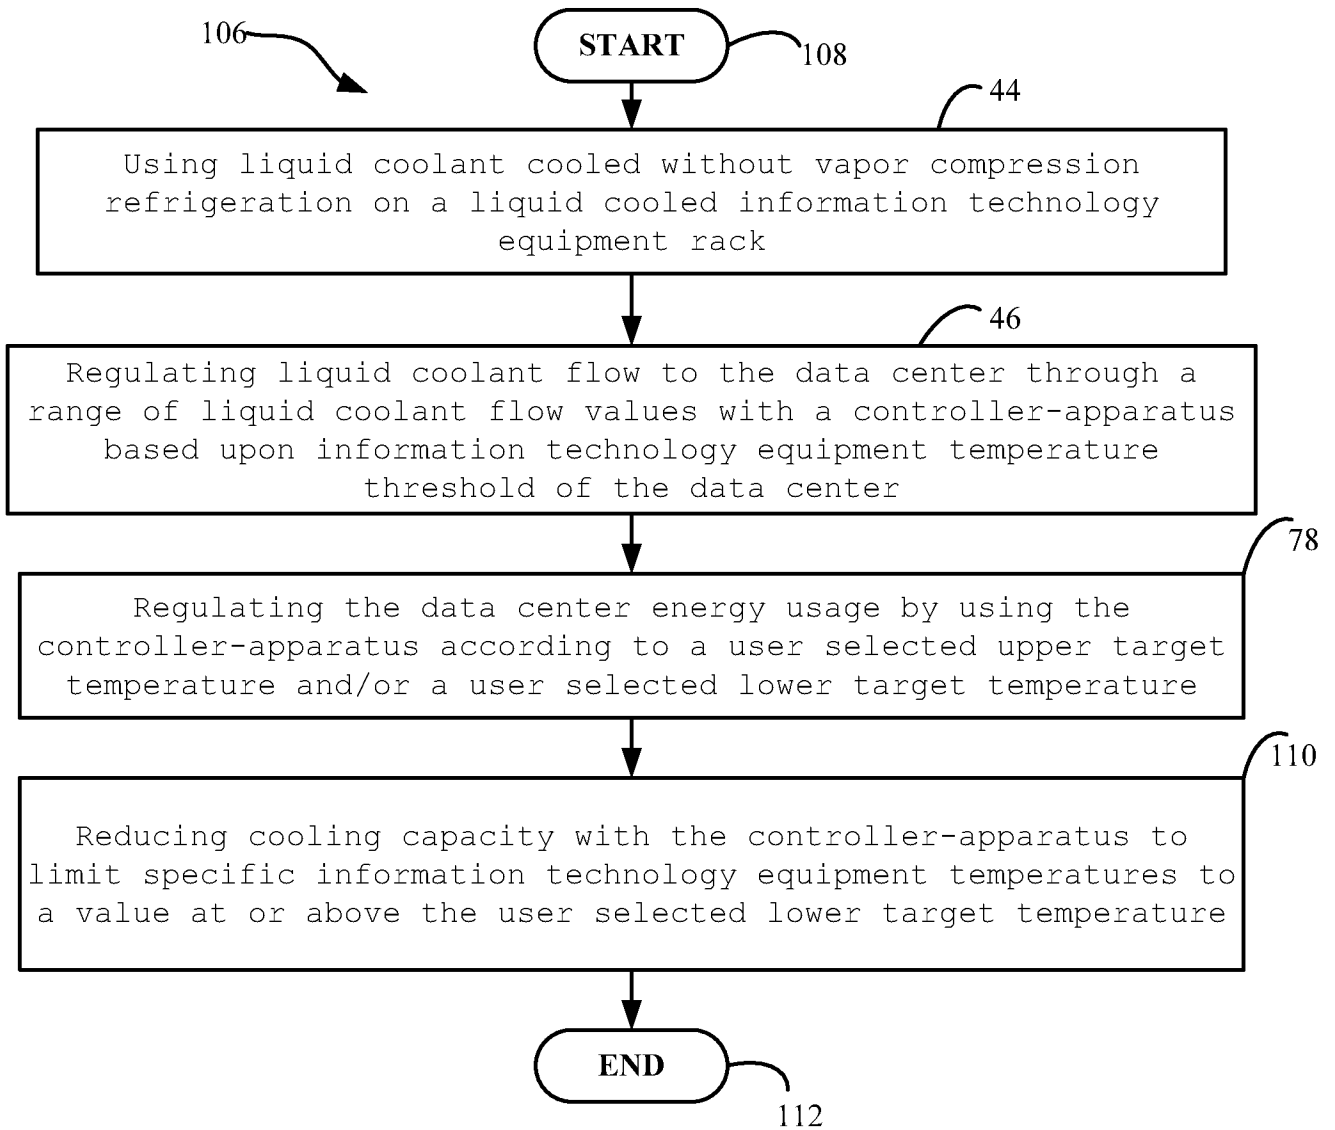 106
START
108
44
Using liquid coolant cooled without vapor compression
refrigeration on a liquid cooled information technology
equipment rack
46
Regulating liquid coolant flow to the data center through a
range of liquid coolant flow values with a controller-apparatus
based upon information technology equipment temperature
threshold of the data center
78
Regulating the data center energy usage by using the
controller-apparatus according to a user selected upper target
temperature and/or a user selected lower target temperature
110
Reducing cooling capacity with the controller-apparatus to
limit specific information technology equipment temperatures to
a value at or above the user selected lower target temperature
END
112